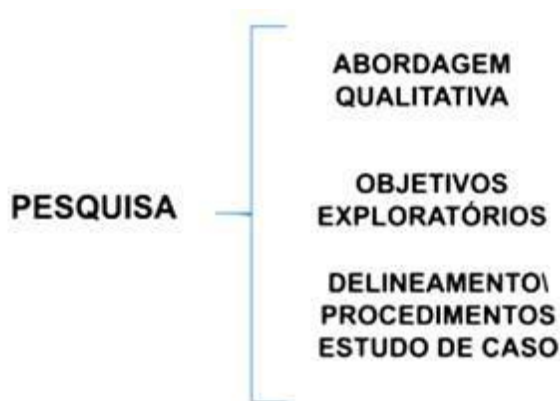 PESQUISA
ABORDAGEM
QUALITATIVA
OBJETIVOS
EXPLORATÓRIOS
DELINEAMENTO\
PROCEDIMENTOS
ESTUDO DE CASO